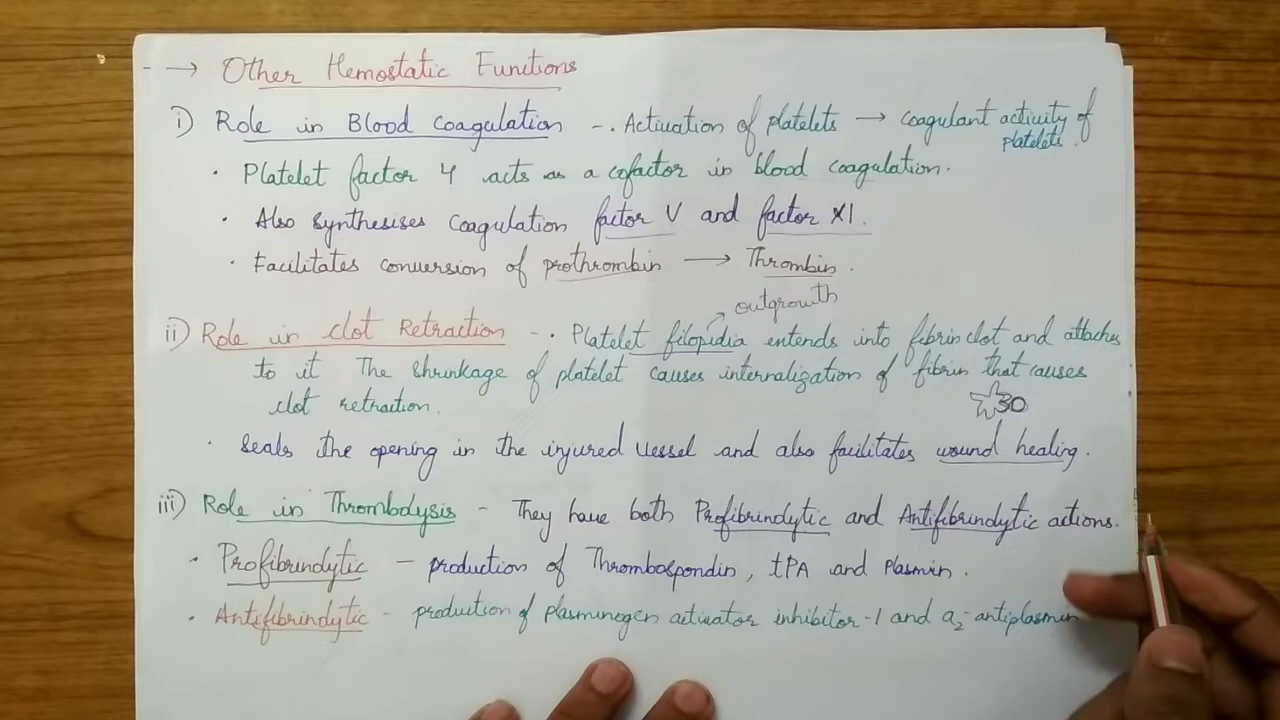 → Other Hemostatic Functions
i) Role in Blood coagulation - . Activation of platelets → coagulant activity of platelets.
. Platelet factor 4 acts as a cofactor in blood coagulation.
. Also synthesises coagulation factor V and factor XI.
. Facilitates conversion of prothrombin → Thrombin.
outgrowth
ii) Role in clot Retraction - . Platelet filopidia entends into fibrin clot and attaches
to it The shrinkage of platelet causes internalization of fibrin that causes
clot retraction.
30
. seals the opening in the injured vessel and also facilitates wound healing.
iii) Role in Thrombolysis - They have both Profibrinolytic and Antifibrinolytic actions.
. Profibrinolytic - production of Thrombospondin, tPA and Plasmin.
. Antifibrinolytic - production of plasminogen activator inhibitor-1 and a2-antiplasmin